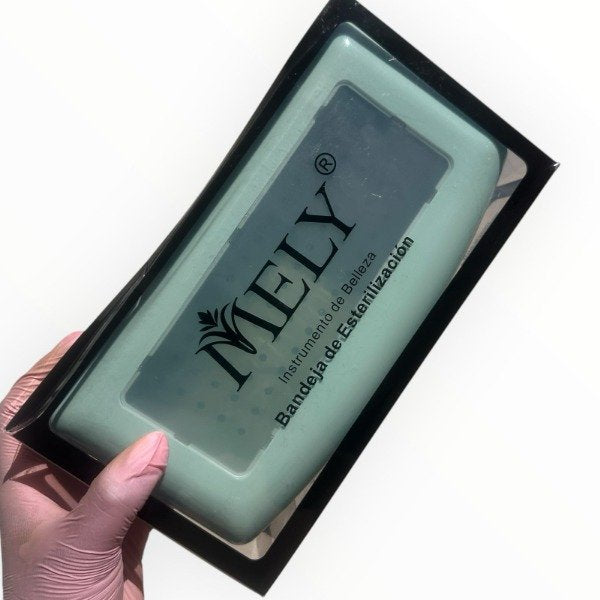 MELY®
Instrumento de Belleza
Bandeja de Esterilización